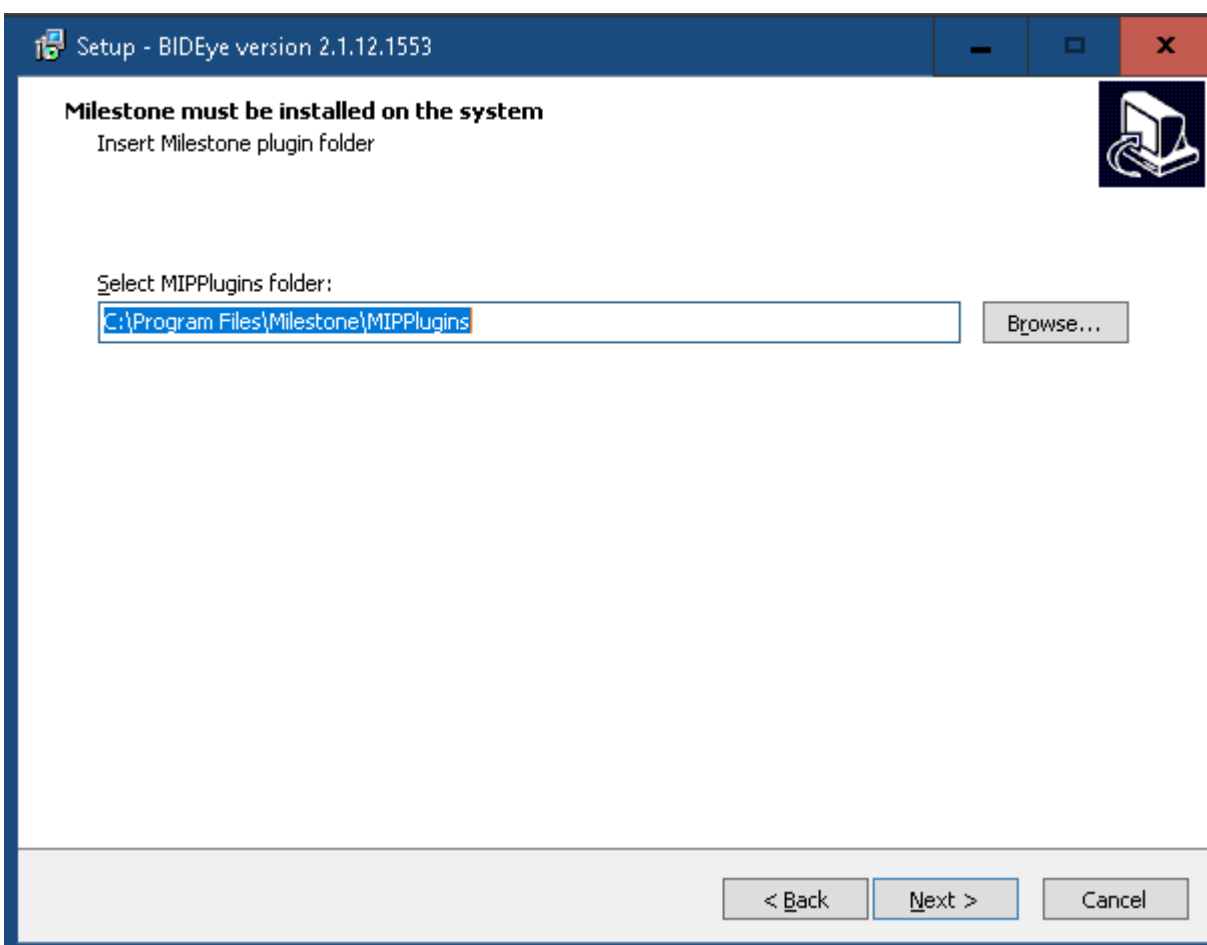 Setup - BIDEye version 2.1.12.1553
Milestone must be installed on the system
Insert Milestone plugin folder
Select MIPPlugins folder:
C:\Program Files\Milestone\MIPPlugins
Browse...
< Back
Next >
Cancel